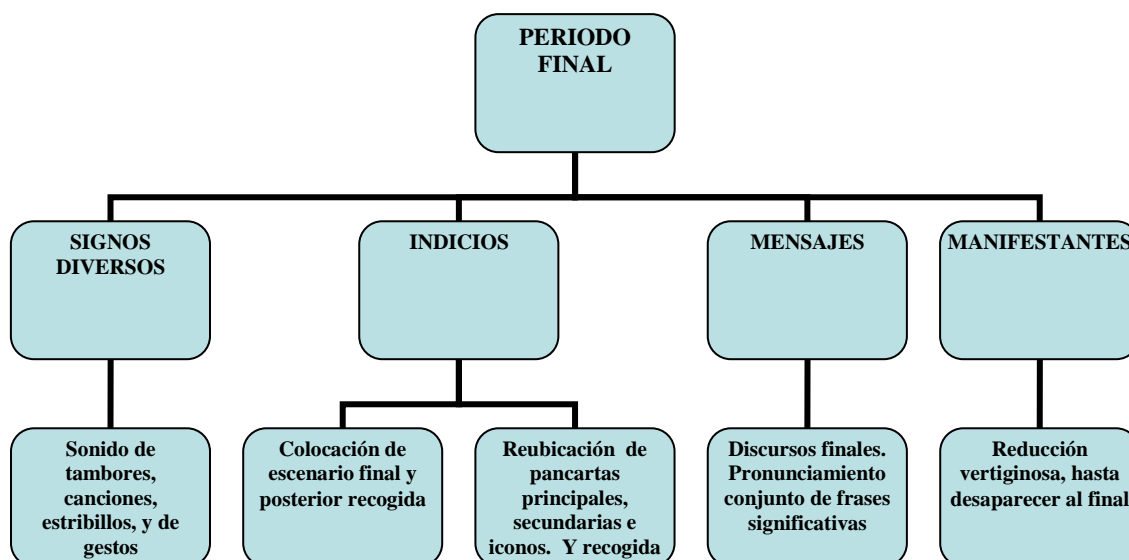 PERIODO
FINAL
SIGNOS
DIVERSOS
INDICIOS
MENSAJES
MANIFESTANTES
Sonido de
tambores,
canciones,
estribillos, y de
gestos
Colocación de
escenario final y
posterior recogida
Reubicación de
pancartas
principales,
secundarias e
iconos. Y recogida
Discursos finales.
Pronunciamiento
conjunto de frases
significativas
Reducción
vertiginosa, hasta
desaparecer al final